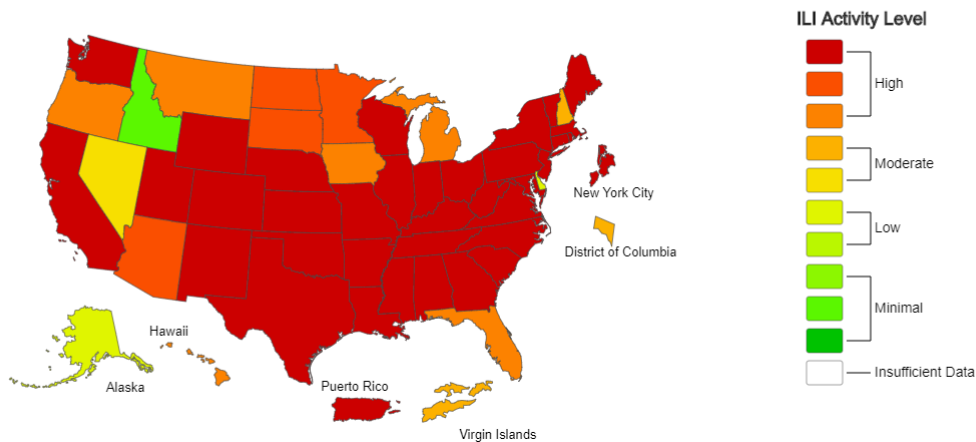 ILI Activity Level
High
Moderate
New York City
Low
District of Columbia
Minimal
Hawaii
Insufficient Data
Alaska
Puerto Rico
Virgin Islands